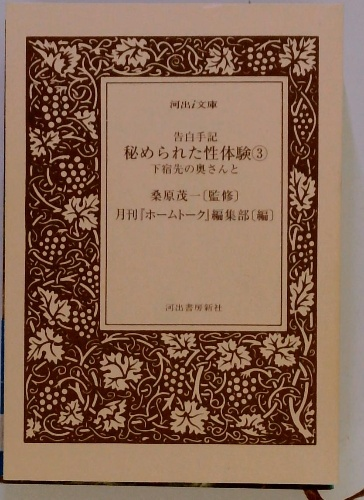 河出i文庫
告白手記
秘められた性体験③
下宿先の奥さんと
桑原茂一〔監修〕
月刊『ホームトーク』編集部〔編〕
河出書房新社